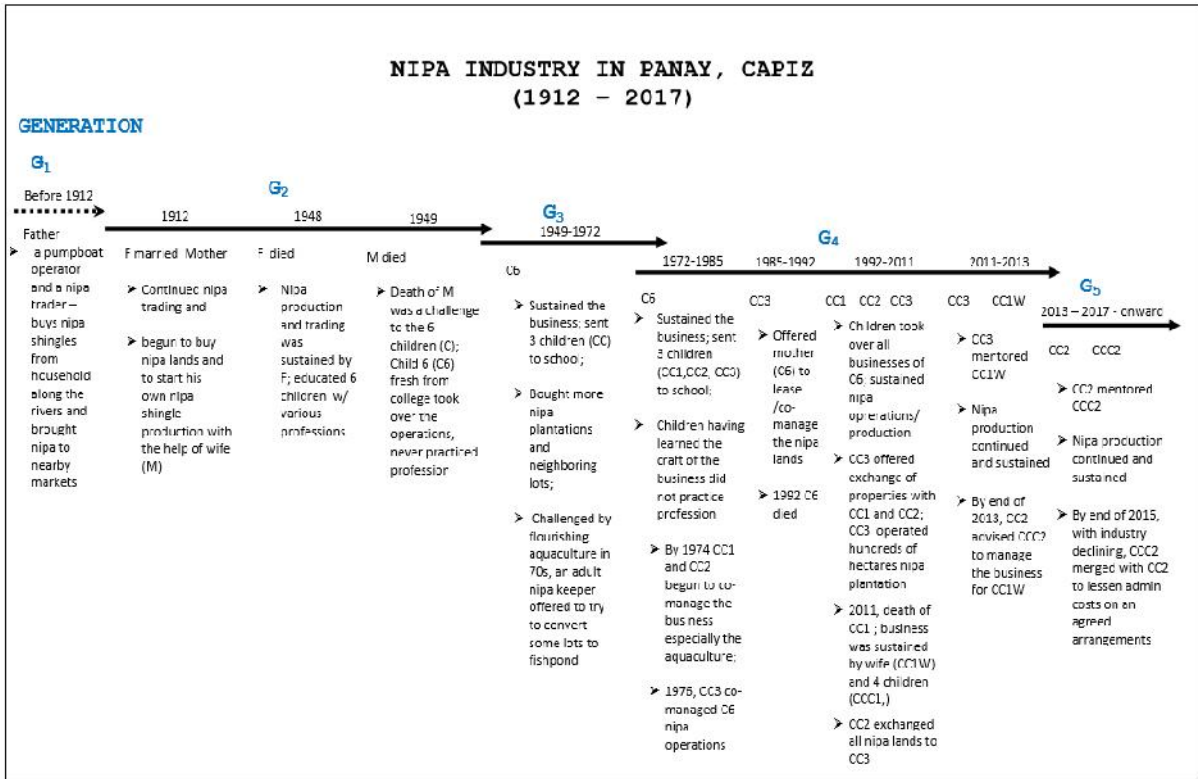 NIPA INDUSTRY IN PANAY, CAPIZ
(1912 – 2017)
GENERATION
G1
Before 1912
Father
➤ a pumpboat
operator
and a nipa
trader –
buys nipa
shingles
from
household
along the
rivers and
brought
nipa to
nearby
markets
G2
1912
F married Mother
➤ Continued nipa
trading and
➤ begun to buy
nipa lands and
to start his
own nipa
shingle
production with
the help of wife
(M)
1948
F died
➤ Nipa
production
and trading
was
sustained by
F; educated 6
children w/
various
professions
1949
M died
➤ Death of M
was a challenge
to the 6
children (C);
Child 6 (C6)
fresh from
college took
over the
operations,
never practiced
profession
G3
1949-1972
C6
➤ Sustained the
business; sent
3 children (CC)
to school;
➤ Bought more
nipa
plantations
and
neighboring
lots;
➤ Challenged by
flourishing
aquaculture in
70s, an adult
nipa keeper
offered to try
to convert
some lots to
fishpond
G4
1972-1985
C6
➤ Sustained the
business; sent
3 children
(CC1,CC2, CC3)
to school;
➤ Children having
learned the
craft of the
business did
not practice
profession
➤ By 1974 CC1
and CC2
begun to co-
manage the
business
especially the
aquaculture;
➤ 1976, CC3 co-
managed C6
nipa
operations
1985-1992
CC3
➤ Offered
mother
(C6) to
lease
/co-
manage
the nipa
lands
➤ 1992 C6
died
1992-2011
CC1 CC2 CC3
➤ Children took
over all
businesses of
C6; sustained
nipa
oprerations/
production
➤ CC3 offered
exchange of
properties with
CC1 and CC2;
CC3 operated
hundreds of
hectares nipa
plantation
➤ 2011, death of
CC1 ; business
was sustained
by wife (CC1W)
and 4 children
(CCC1,)
➤ CC2 exchanged
all nipa lands to
CC3
2011-2013
CC3 CC1W
➤ CC3
mentored
CC1W
➤ Nipa
production
continued
and sustained
➤ By end of
2013, CC2
advised CCC2
to manage
the business
for CC1W
G5
2013 – 2017 - onward
CC2 CCC2
➤ CC2 mentored
CCC2
➤ Nipa production
continued and
sustained
➤ By end of 2015,
with industry
declining, CCC2
merged with CC2
to lessen admin
costs on an
agreed
arrangements